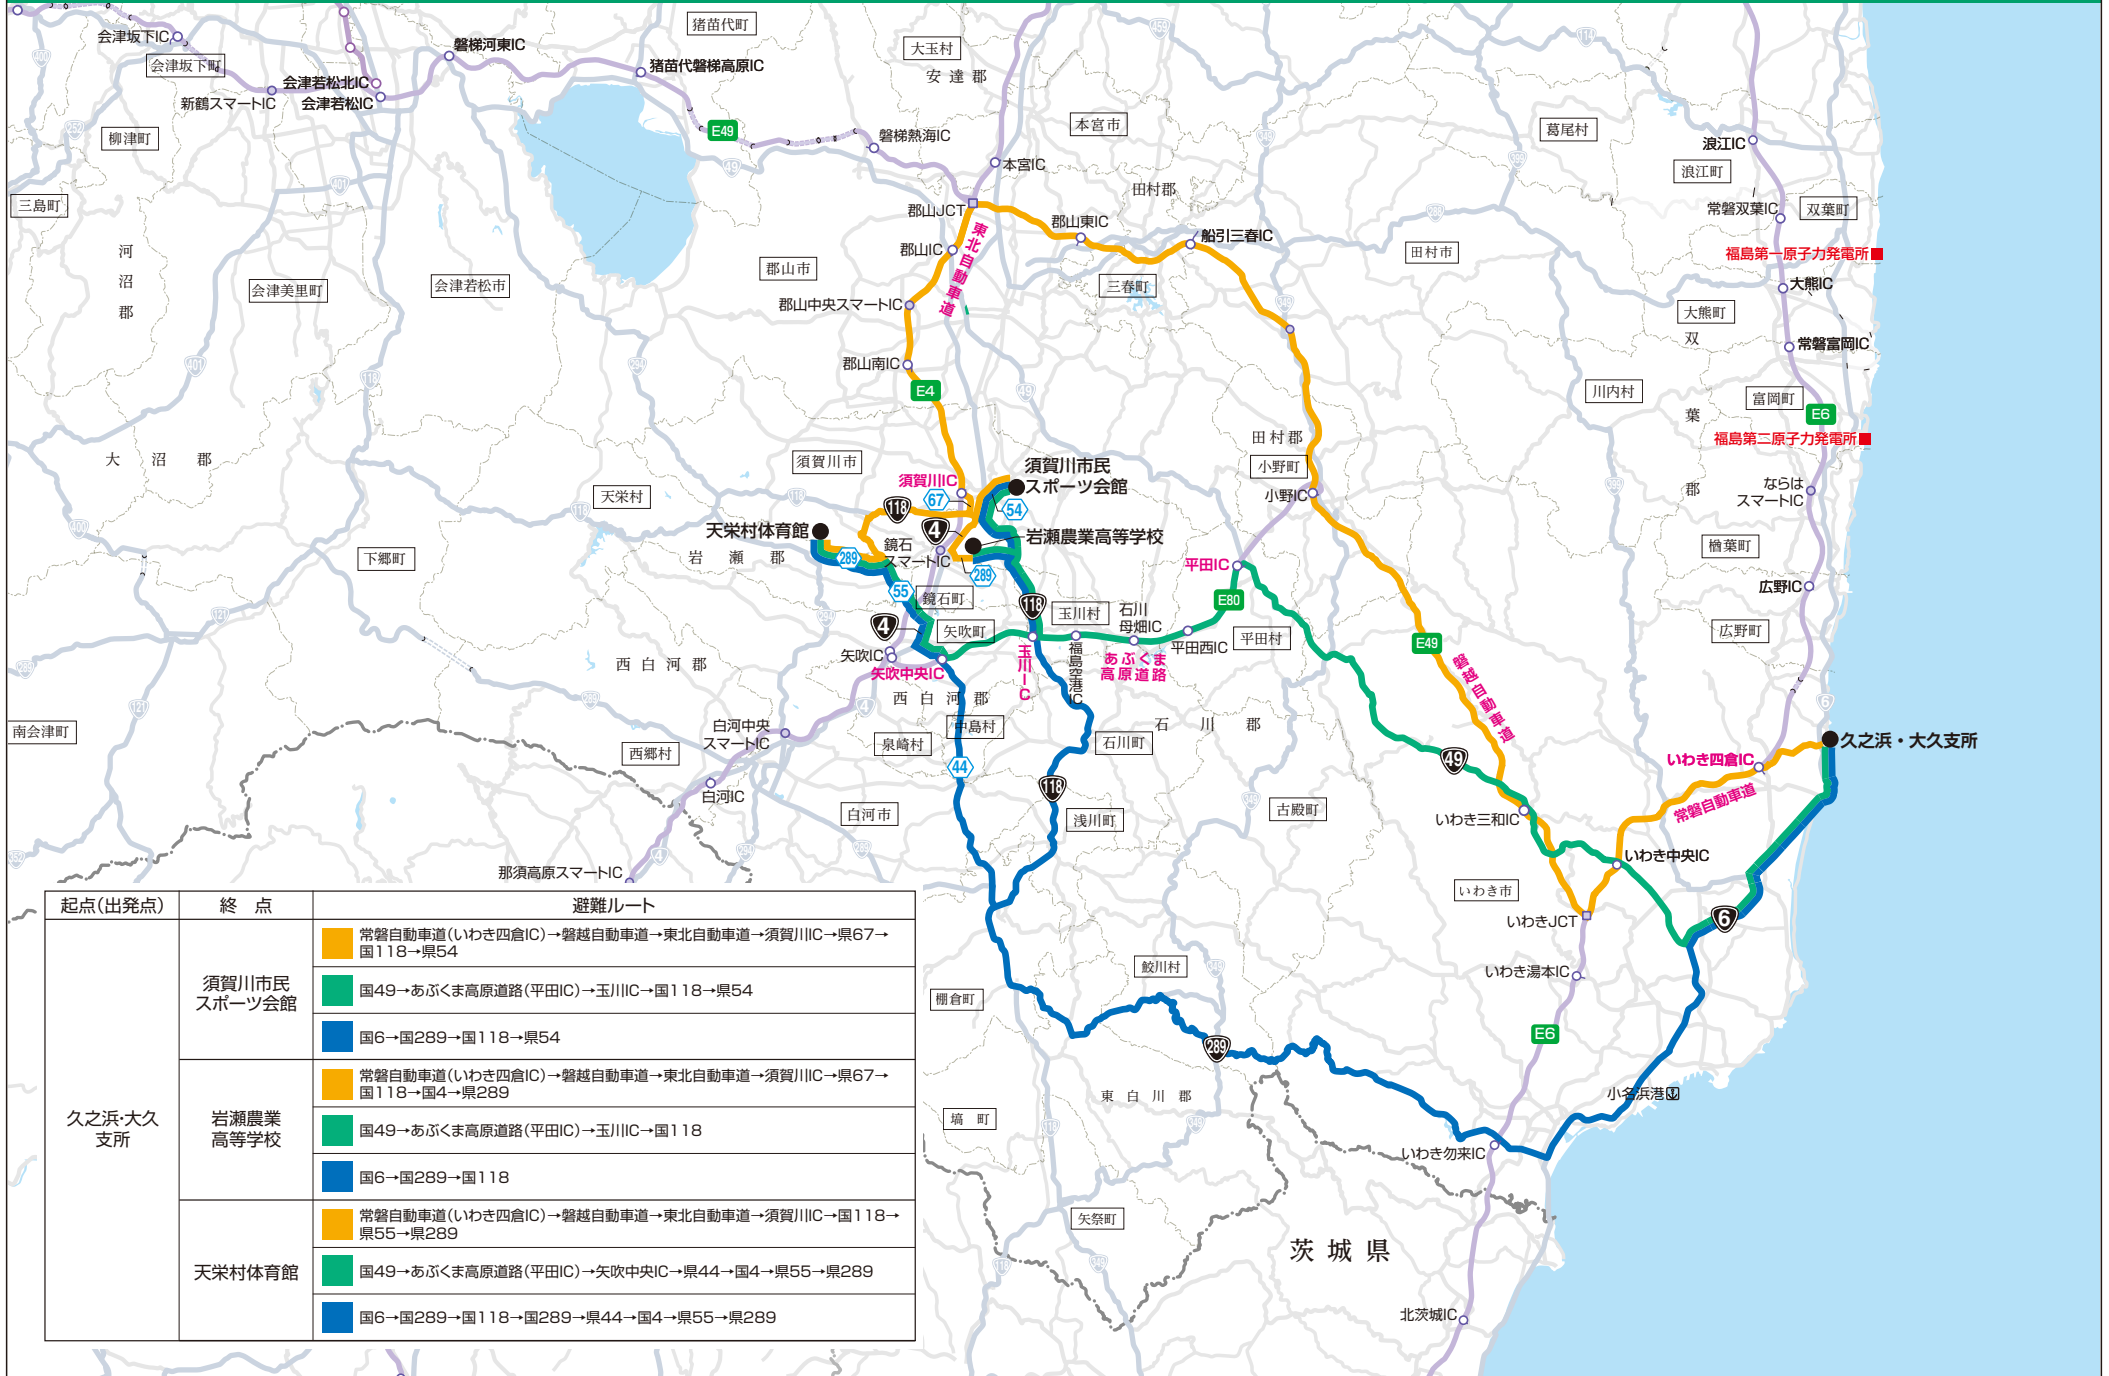 会津坂下IC
会津坂下町
新鶴スマートIC
会津若松北IC
会津若松IC
磐梯河東IC
猪苗代町
猪苗代磐梯高原IC
大玉村
安達郡
本宮市
磐梯熱海IC
本宮IC
E49
柳津町
三島町
河沼郡
会津美里町
会津若松市
郡山市
郡山JCT
郡山IC
東北自動車道
郡山中央スマートIC
郡山南IC
E4
田村郡
郡山東IC
船引三春IC
三春町
田村市
葛尾村
浪江IC
浪江町
常磐双葉IC
双葉町
福島第一原子力発電所
大熊IC
大熊町
双葉郡
常磐富岡IC
川内村
富岡町
E6
福島第二原子力発電所
ならは
スマートIC
楢葉町
広野IC
広野町
大沼郡
下郷町
南会津町
天栄村
須賀川市
須賀川IC
67
須賀川市民
スポーツ会館
54
118
4
天栄村体育館
岩瀬農業高等学校
岩瀬郡
鏡石
スマートIC
289
289
55
鏡石町
4
矢吹町
矢吹IC
矢吹中央IC
118
玉川IC
玉川村
福島空港IC
石川
母畑IC
あぶくま
高原道路
平田西IC
平田村
平田IC
E80
田村郡
小野町
小野IC
E49
磐越自動車道
西白河郡
西白河郡
中島村
泉崎村
44
西郷村
白河中央
スマートIC
白河IC
白河市
那須高原スマートIC
石川郡
石川町
118
浅川町
古殿町
49
いわき三和IC
いわき中央IC
いわき市
いわきJCT
いわき湯本IC
E6
いわき四倉IC
常磐自動車道
久之浜・大久支所
6
小名浜港
いわき勿来IC
鮫川村
棚倉町
289
東白川郡
塙町
矢祭町
茨城県
北茨城IC
起点(出発点) 終 点 避難ルート
久之浜・大久
支所
須賀川市民
スポーツ会館
常磐自動車道(いわき四倉IC)→磐越自動車道→東北自動車道→須賀川IC→県67→
国118→県54
国49→あぶくま高原道路(平田IC)→玉川IC→国118→県54
国6→国289→国118→県54
岩瀬農業
高等学校
常磐自動車道(いわき四倉IC)→磐越自動車道→東北自動車道→須賀川IC→県67→
国118→国4→県289
国49→あぶくま高原道路(平田IC)→玉川IC→国118
国6→国289→国118
天栄村体育館
常磐自動車道(いわき四倉IC)→磐越自動車道→東北自動車道→須賀川IC→国118→
県55→県289
国49→あぶくま高原道路(平田IC)→矢吹中央IC→県44→国4→県55→県289
国6→国289→国118→国289→県44→国4→県55→県289